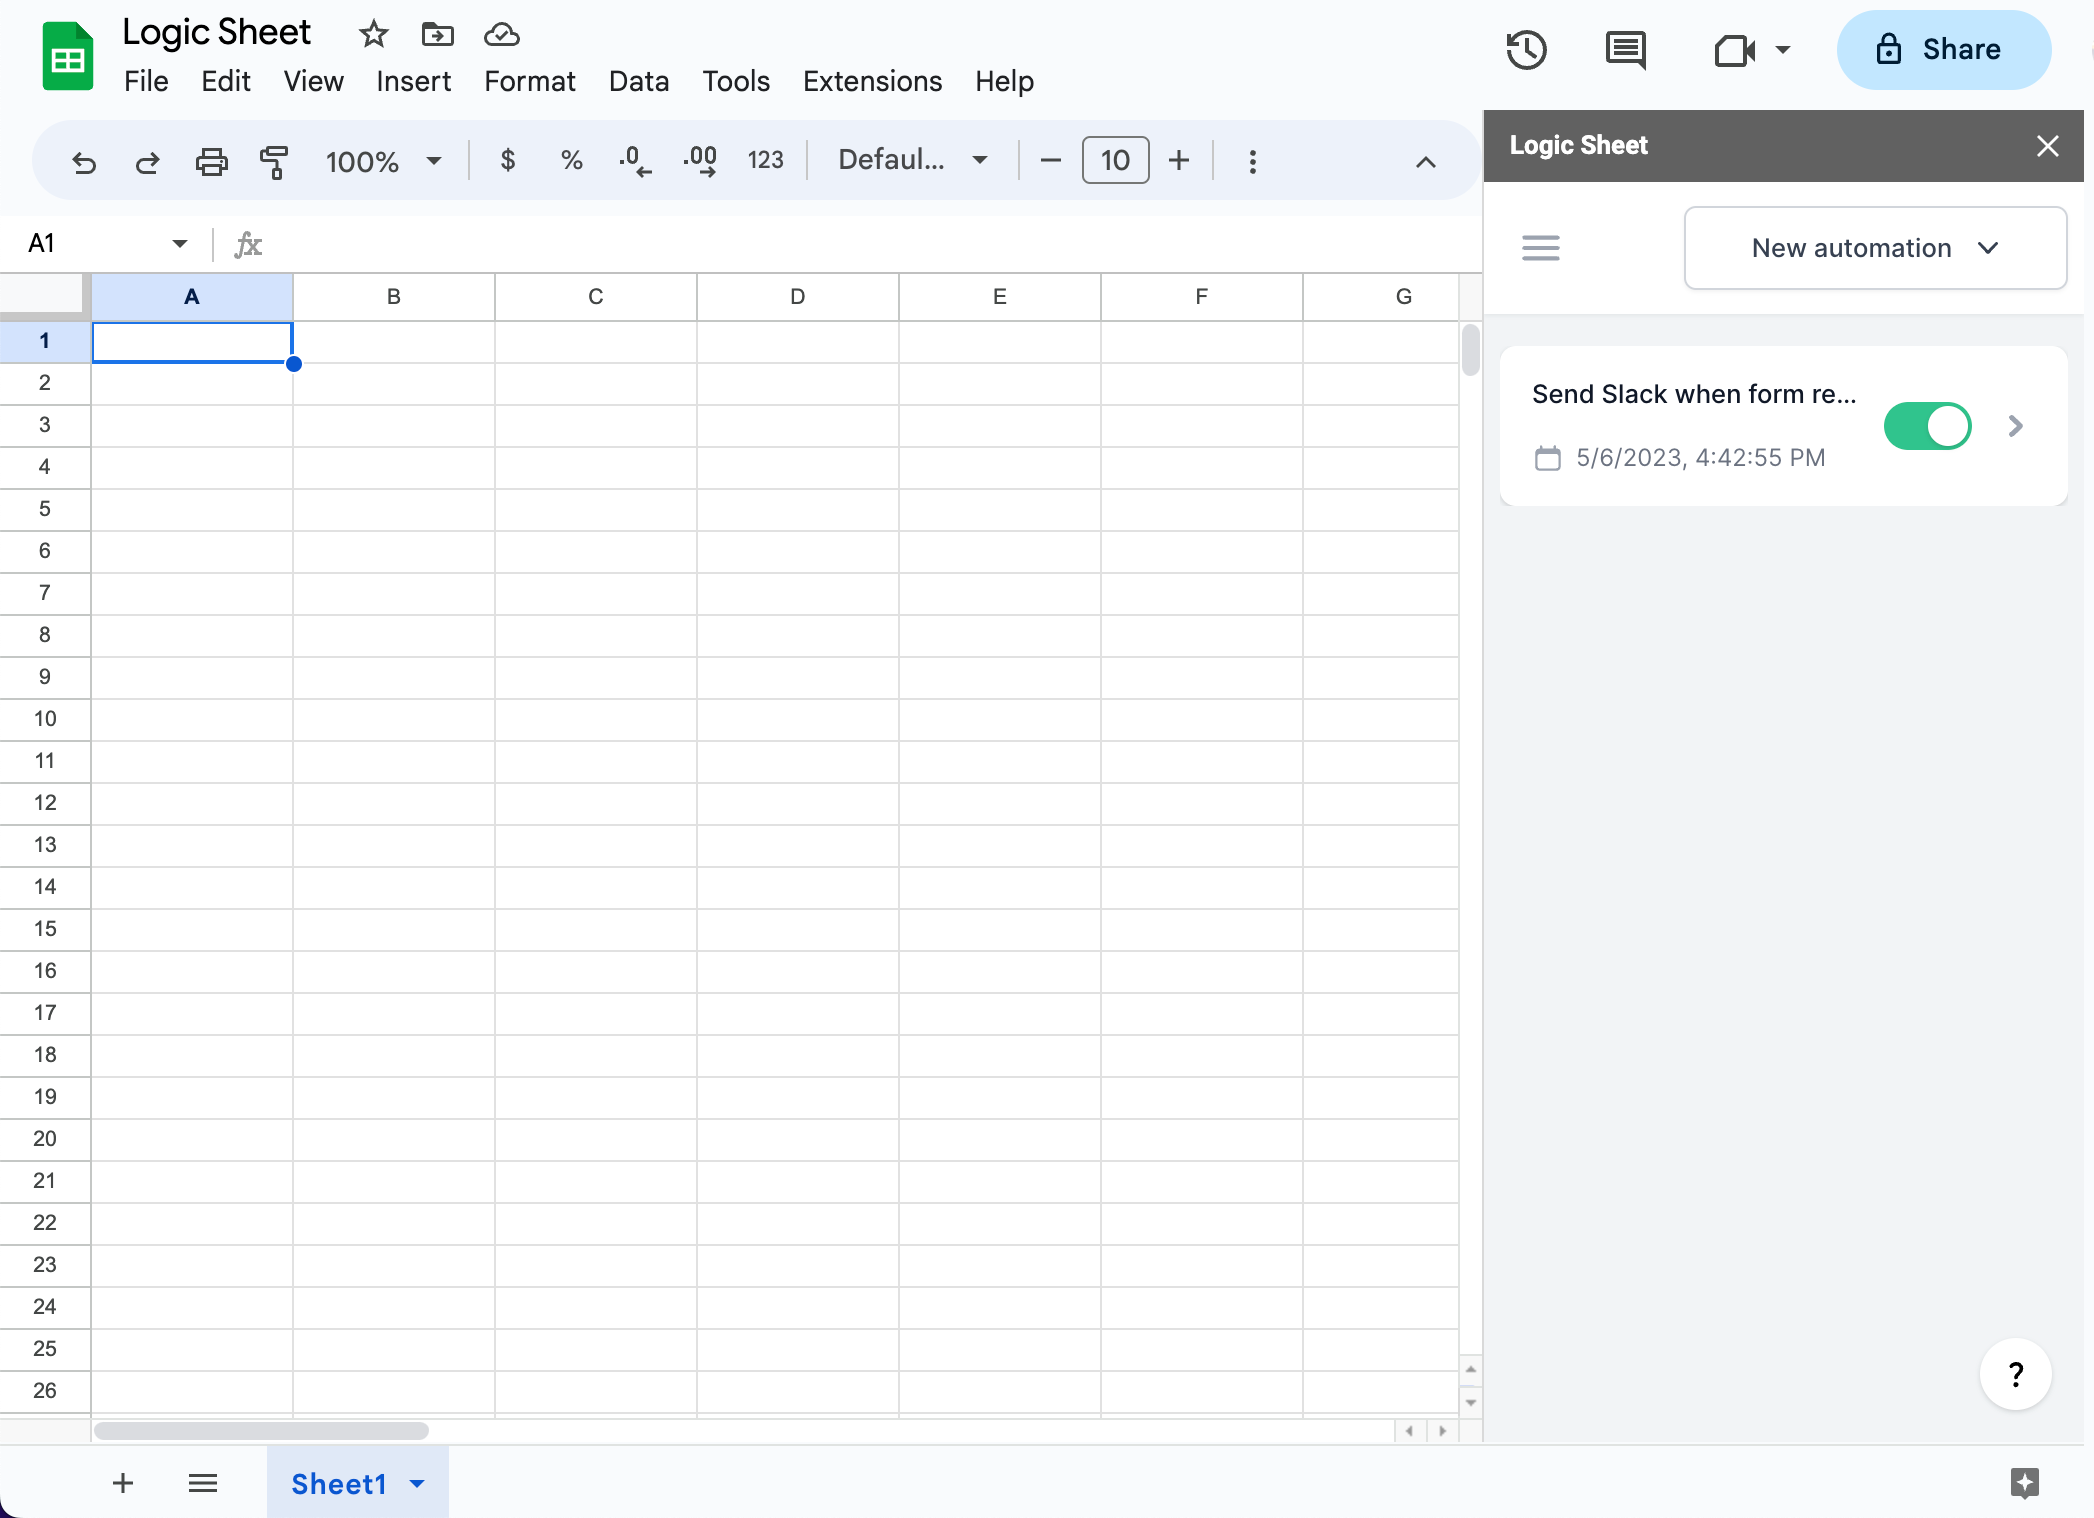 Logic Sheet
File Edit View Insert Format Data Tools Extensions Help
Share
100% $ % .0 .00 123 Defaul... 10
Logic Sheet
A1 fx
New automation
A B C D E F G
Send Slack when form re...
5/6/2023, 4:42:55 PM
1
2
3
4
5
6
7
8
9
10
11
12
13
14
15
16
17
18
19
20
21
22
23
24
25
26
?
Sheet1